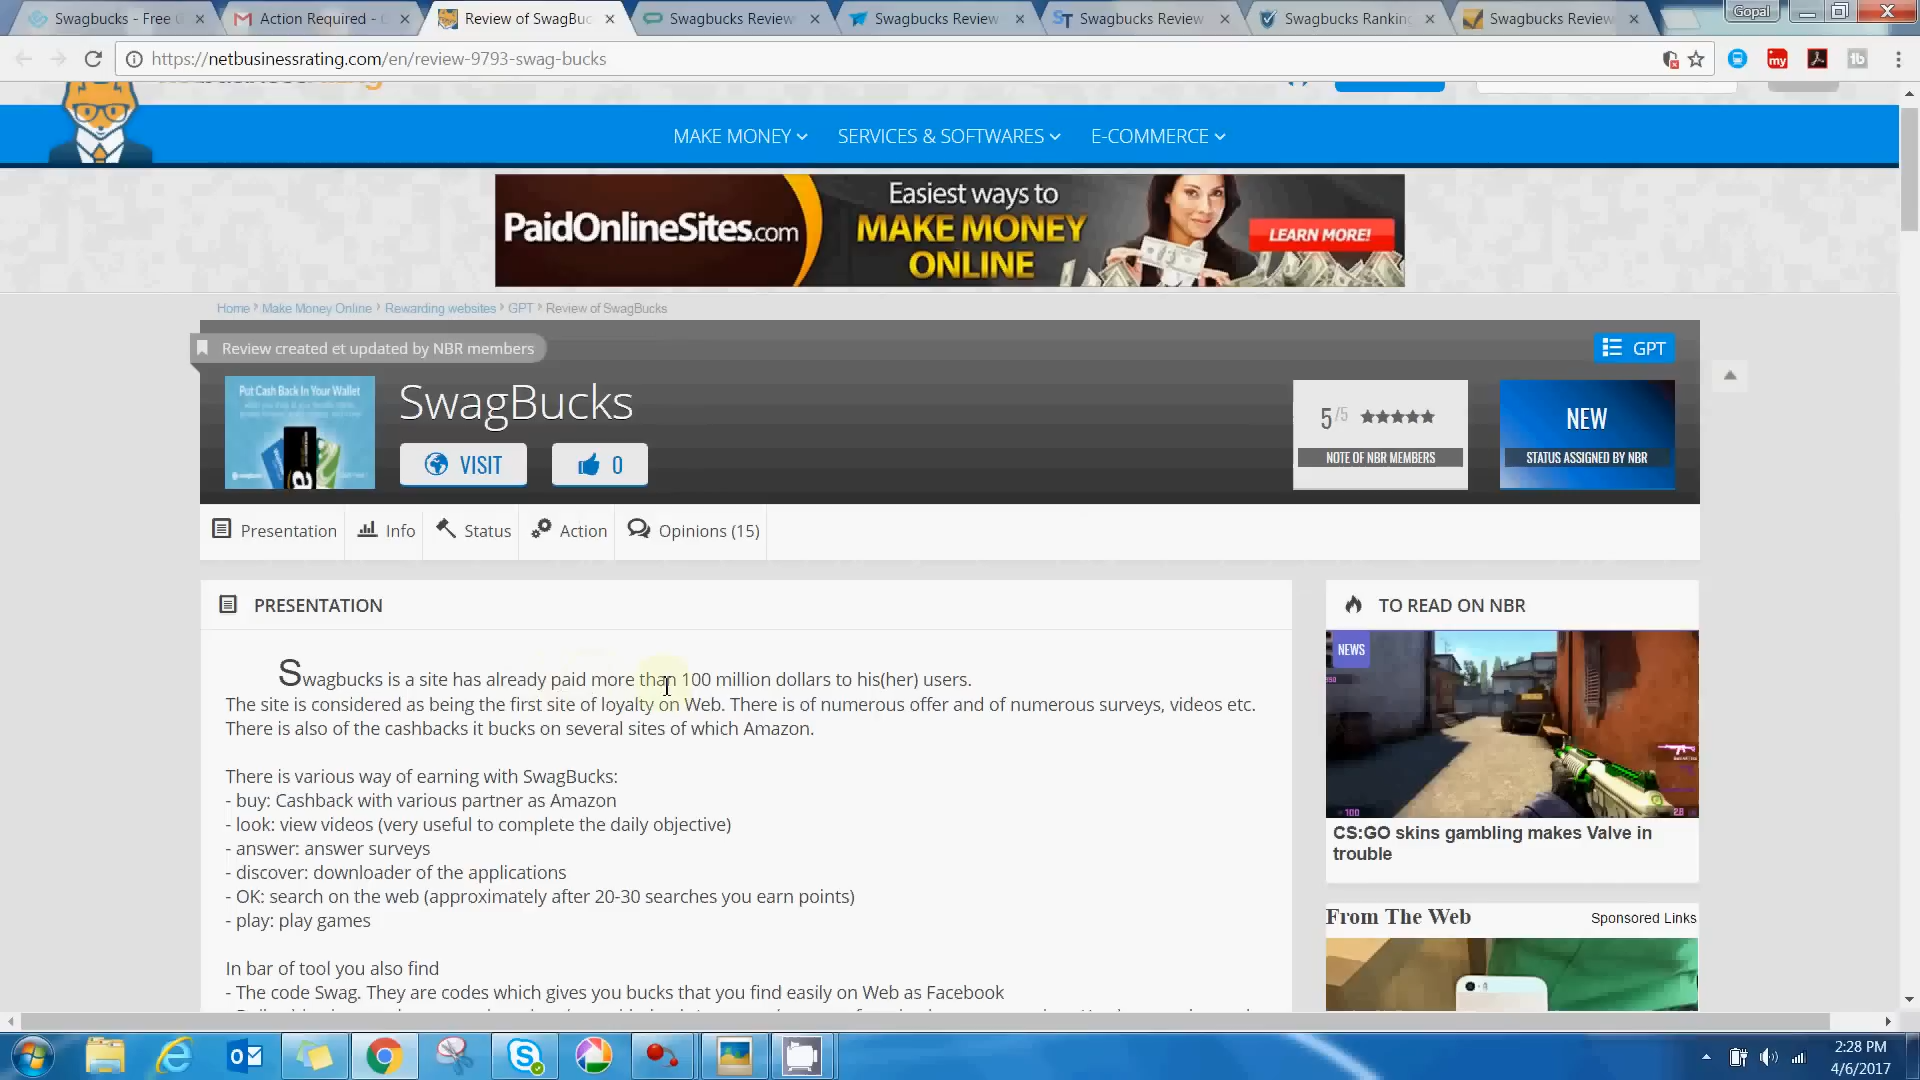 Swagbucks - Free G
Action Required - G
Review of SwagBuc
Swagbucks Review
Swagbucks Review
Swagbucks Review
Swagbucks Ranking
Swagbucks Review
Gopal
https://netbusinessrating.com/en/review-9793-swag-bucks
my
MAKE MONEY
SERVICES & SOFTWARES
E-COMMERCE
PaidOnlineSites.com
Easiest ways to
MAKE MONEY
ONLINE
LEARN MORE!
Home > Make Money Online > Rewarding websites > GPT > Review of SwagBucks
Review created et updated by NBR members
GPT
Put Cash Back In Your Wallet
SwagBucks
VISIT
0
5/5
NOTE OF NBR MEMBERS
NEW
STATUS ASSIGNED BY NBR
Presentation
Info
Status
Action
Opinions (15)
PRESENTATION
Swagbucks is a site has already paid more than 100 million dollars to his(her) users.
The site is considered as being the first site of loyalty on Web. There is of numerous offer and of numerous surveys, videos etc.
There is also of the cashbacks it bucks on several sites of which Amazon.
There is various way of earning with SwagBucks:
- buy: Cashback with various partner as Amazon
- look: view videos (very useful to complete the daily objective)
- answer: answer surveys
- discover: downloader of the applications
- OK: search on the web (approximately after 20-30 searches you earn points)
- play: play games
In bar of tool you also find
- The code Swag. They are codes which gives you bucks that you find easily on Web as Facebook
TO READ ON NBR
NEWS
CS:GO skins gambling makes Valve in
trouble
From The Web
Sponsored Links
2:28 PM
4/6/2017